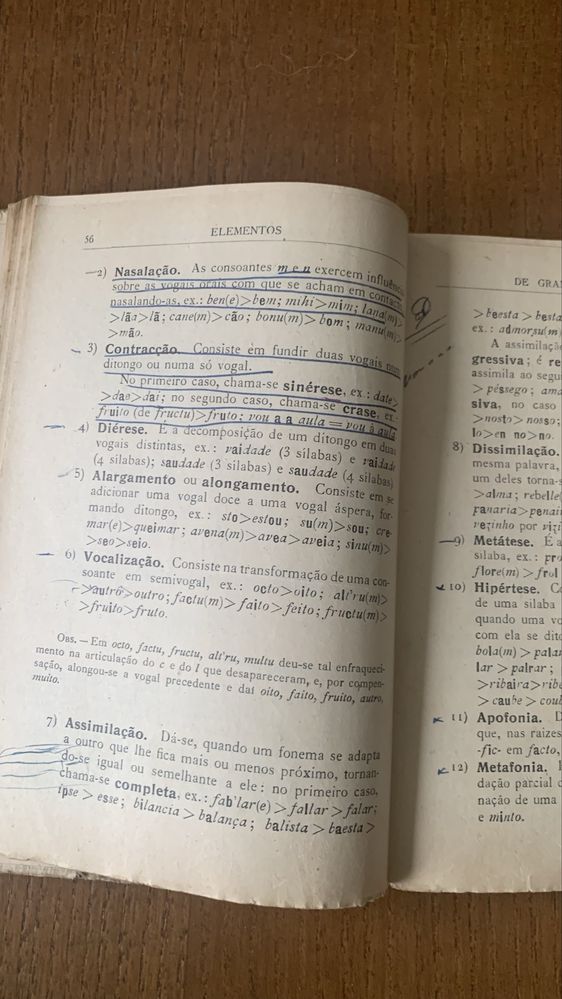 56
ELEMENTOS
2) Nasalação. As consoantes m e n exercem influência
sobre as vogais orais com que se acham em contacto
nasalando-as, ex.: ben(e)>bem; mihi>mim; lana(m)>
>lãa>lã; cane(m)>cão; bonu(m)>bom; manu(m)>
>mão.
3) Contracção. Consiste em fundir duas vogais num
ditongo ou numa só vogal.
No primeiro caso, chama-se sinérese, ex.: date>
>dae>dai; no segundo caso, chama-se crase, ex.:
fruito (de fructu)>fruto; vou a a aula = vou à aula
4) Diérese. É a decomposição de um ditongo em duas
vogais distintas, ex.: vaidade (3 sílabas) e vaidade
(4 sílabas); saudade (3 sílabas) e saudade (4 sílabas)
5) Alargamento ou alongamento. Consiste em se
adicionar uma vogal doce a uma vogal áspera, for-
mando ditongo, ex.: sto>estou; su(m)>sou; cre-
mar(e)>queimar; avena(m)>avea>aveia; sinu(m)>
>seo>seio.
6) Vocalização. Consiste na transformação de uma con-
soante em semivogal, ex.: octo>oito; alt'ru(m)>
>autro>outro; factu(m)>faito>feito; fructu(m)>
>fruito>fruto.
OBS. — Em octo, factu, fructu, alt'ru, multu deu-se tal enfraqueci-
mento na articulação do c e do l que desapareceram, e, por compen-
sação, alongou-se a vogal precedente e daí oito, faito, fruito, autro,
muito.
7) Assimilação. Dá-se, quando um fonema se adapta
a outro que lhe fica mais ou menos próximo, tornan-
do-se igual ou semelhante a ele: no primeiro caso,
chama-se completa, ex.: fab'lar(e)>fallar>falar;
ipse>esse; bilancia>balança; balista>baesta>
DE GRA
>beesta>besta
ex.: admorsu(m
A assimilaçã
gressiva; é re
assimila ao segu
>péssego; ama
siva, no caso
>nosto>nosso;
lo>en no>no.
8) Dissimilação.
mesma palavra,
um deles torna-s
>alma; rebelle(
panaria>penair
vezinho por vizi
9) Metátese. É a
sílaba, ex.: pro
flore(m)>frol
10) Hipértese. Co
de uma sílaba
quando uma vo
com ela se dito
bola(m)>palar
lar>palrar;
>ribaira>ribe
>caube>coub
11) Apofonia. D
que, nas raizes
-fic- em facto,
12) Metafonia. I
dação parcial d
nação de uma
e minto.